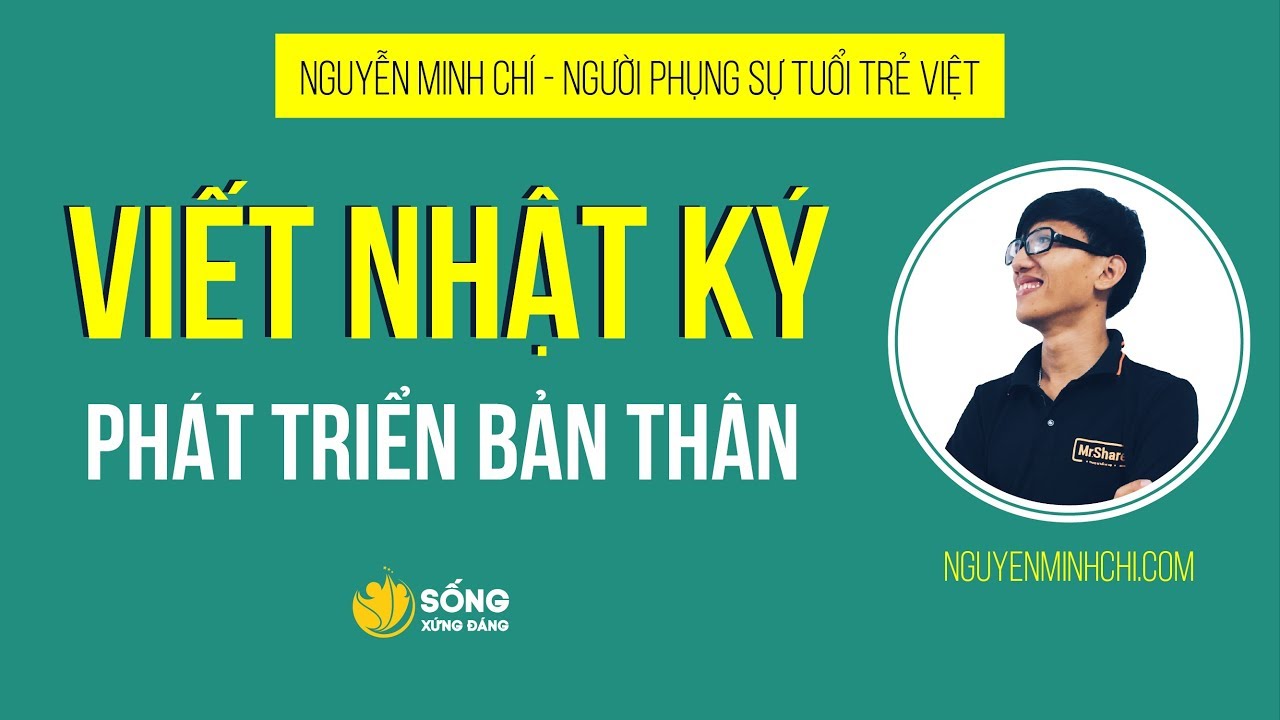 NGUYỄN MINH CHÍ - NGƯỜI PHỤNG SỰ TUỔI TRẺ VIỆT
VIẾT NHẬT KÝ
PHÁT TRIỂN BẢN THÂN
MrShare
NGUYENMINHCHI.COM
SỐNG
XỨNG ĐÁNG